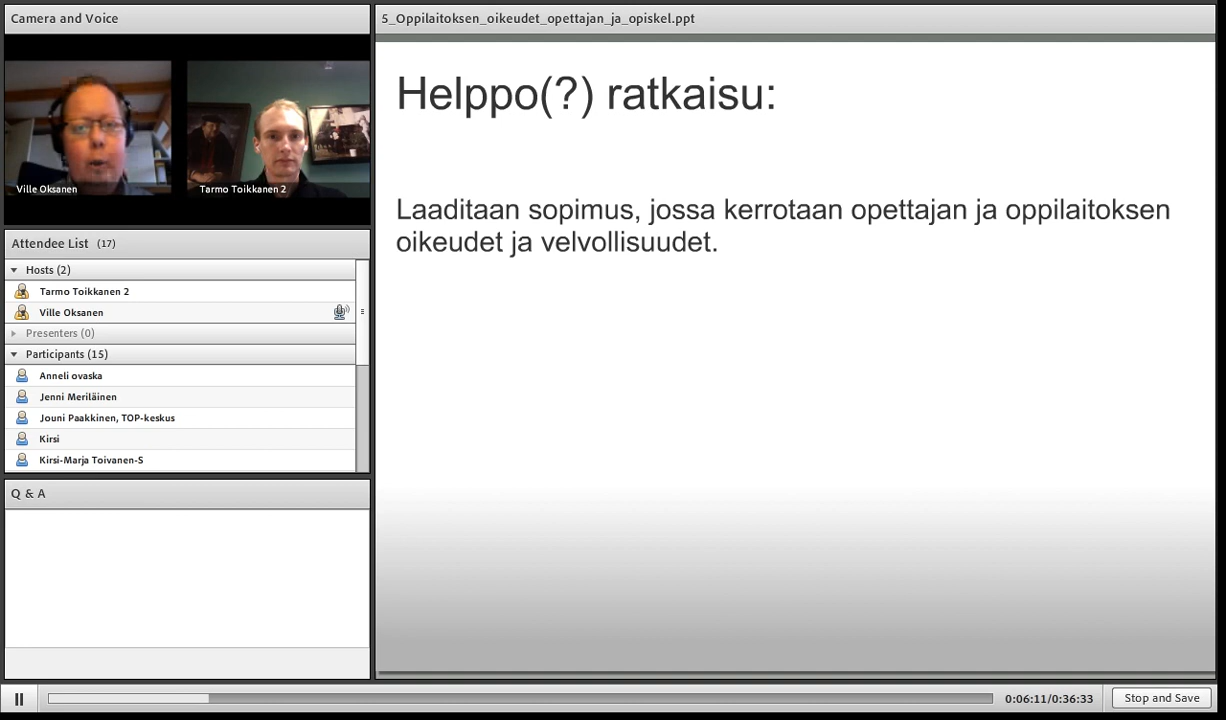 Camera and Voice
Ville Oksanen
Tarmo Toikkanen 2
Attendee List (17)
Hosts (2)
Tarmo Toikkanen 2
Ville Oksanen
Presenters (0)
Participants (15)
Anneli ovaska
Jenni Meriläinen
Jouni Paakkinen, TOP-keskus
Kirsi
Kirsi-Marja Toivanen-S
Q & A
5_Oppilaitoksen_oikeudet_opettajan_ja_opiskel.ppt
Helppo(?) ratkaisu:
Laaditaan sopimus, jossa kerrotaan opettajan ja oppilaitoksen
oikeudet ja velvollisuudet.
0:06:11/0:36:33
Stop and Save